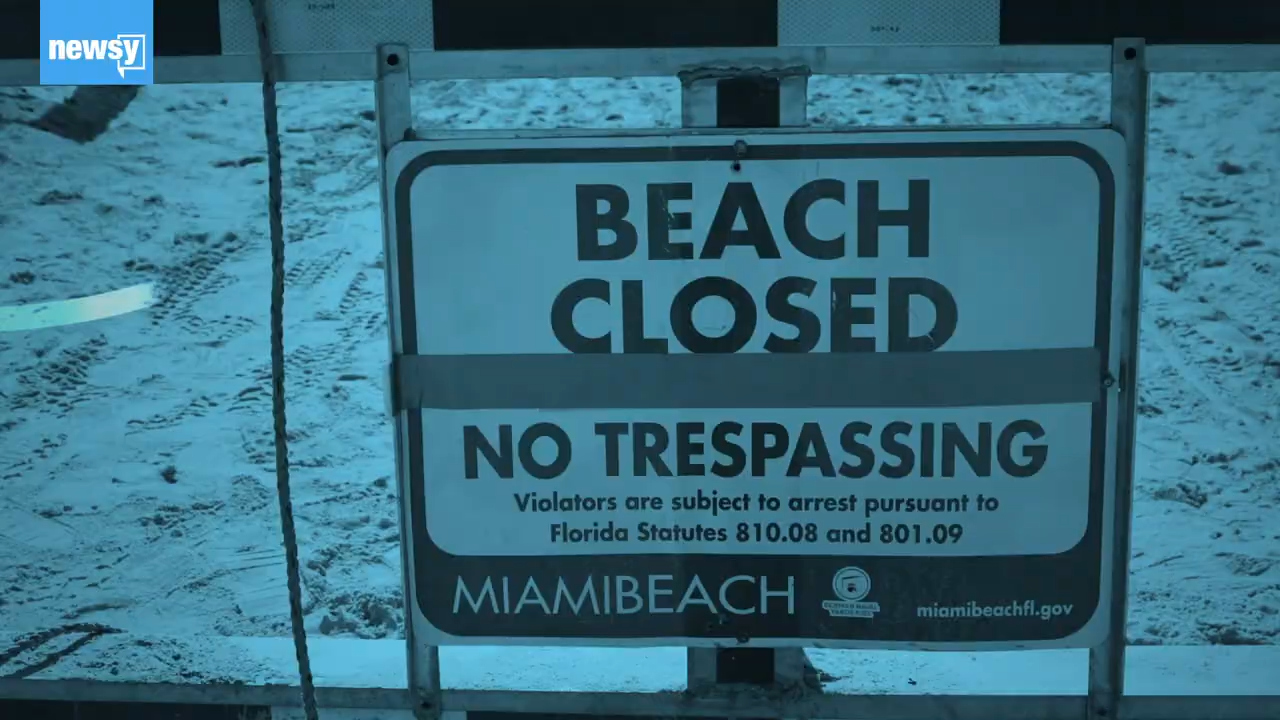 newsy
BEACH
CLOSED
NO TRESPASSING
Violators are subject to arrest pursuant to
Florida Statutes 810.08 and 801.09
MIAMIBEACH
miamibeachfl.gov